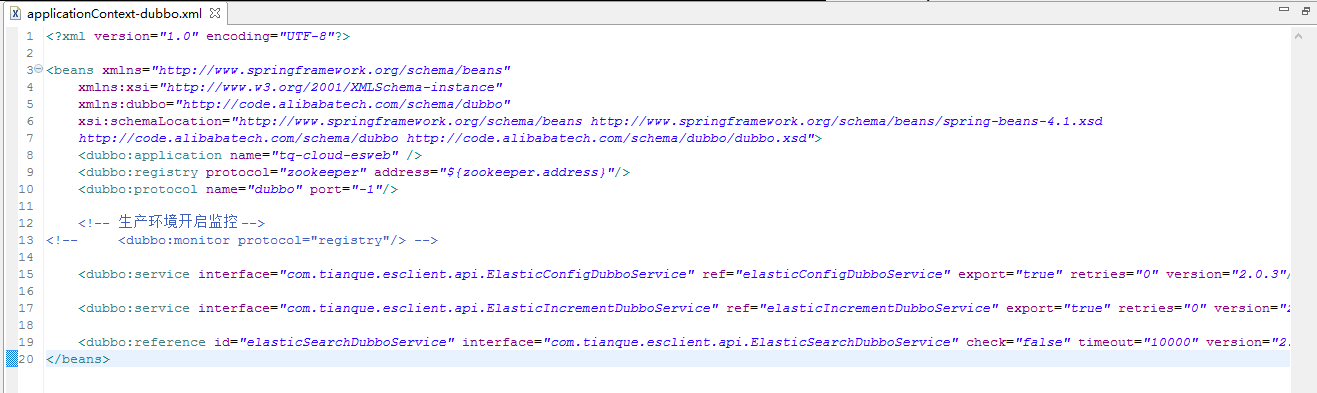 applicationContext-dubbo.xml
1 <?xml version="1.0" encoding="UTF-8"?>
2
3 <beans xmlns="http://www.springframework.org/schema/beans"
4 xmlns:xsi="http://www.w3.org/2001/XMLSchema-instance"
5 xmlns:dubbo="http://code.alibabatech.com/schema/dubbo"
6 xsi:schemaLocation="http://www.springframework.org/schema/beans http://www.springframework.org/schema/beans/spring-beans-4.1.xsd
7 http://code.alibabatech.com/schema/dubbo http://code.alibabatech.com/schema/dubbo/dubbo.xsd">
8 <dubbo:application name="tq-cloud-esweb" />
9 <dubbo:registry protocol="zookeeper" address="${zookeeper.address}"/>
10 <dubbo:protocol name="dubbo" port="-1"/>
11
12 <!-- 生产环境开启监控 -->
13 <!-- <dubbo:monitor protocol="registry"/> -->
14
15 <dubbo:service interface="com.tianque.esclient.api.ElasticConfigDubboService" ref="elasticConfigDubboService" export="true" retries="0" version="2.0.3"/
16
17 <dubbo:service interface="com.tianque.esclient.api.ElasticIncrementDubboService" ref="elasticIncrementDubboService" export="true" retries="0" version="2
18
19 <dubbo:reference id="elasticSearchDubboService" interface="com.tianque.esclient.api.ElasticSearchDubboService" check="false" timeout="10000" version="2.
20 </beans>